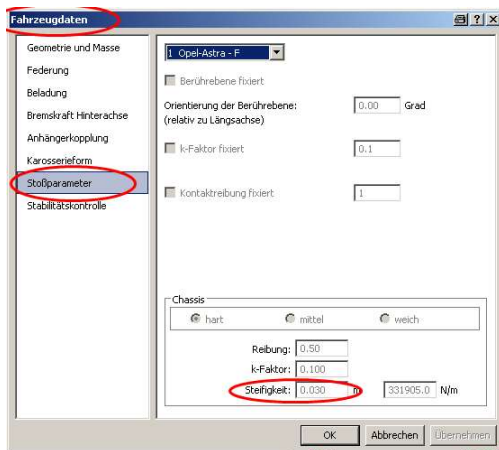 Fahrzeugdaten
Geometrie und Masse
Federung
Beladung
Bremskraft Hinterachse
Anhängerkopplung
Karosserieform
Stoßparameter
Stabilitätskontrolle
1 Opel-Astra - F
Berührebene fixiert
Orientierung der Berührebene: 0.00 Grad
(relativ zu Längsachse)
k-Faktor fixiert 0.1
Kontaktreibung fixiert 1
Chassis
hart mittel weich
Reibung: 0.50
k-Faktor: 0.100
Steifigkeit: 0.030 m 331905.0 N/m
OK Abbrechen Übernehmen